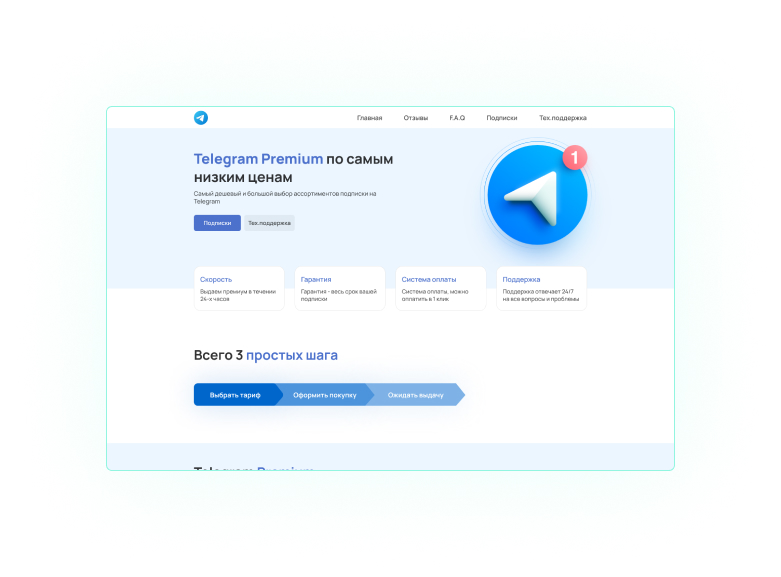 Главная Отзывы F.A.Q Подписки Тех.поддержка
Telegram Premium по самым
низким ценам
Самый дешевый и большой выбор ассортиментов подписки на
Telegram
Подписки Тех.поддержка
1
Скорость
Выдаем премиум в течении
24-х часов
Гарантия
Гарантия - весь срок вашей
подписки
Система оплаты
Система оплаты, можно
оплатить в 1 клик
Поддержка
Поддержка отвечает 24/7
на все вопросы и проблемы
Всего 3 простых шага
Выбрать тариф Оформить покупку Ожидать выдачу
Telegram Premium